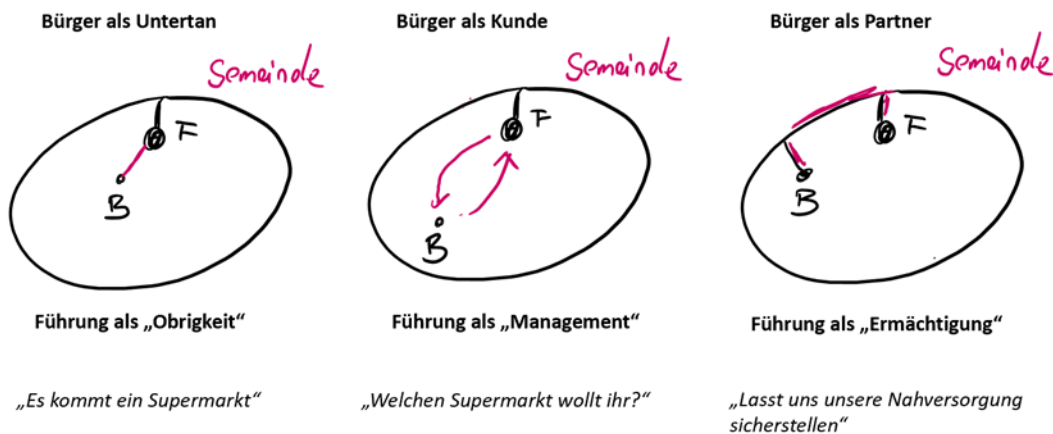 Bürger als Untertan
Gemeinde
F
B
Führung als „Obrigkeit“
„Es kommt ein Supermarkt“
Bürger als Kunde
Gemeinde
F
B
Führung als „Management“
„Welchen Supermarkt wollt ihr?“
Bürger als Partner
Gemeinde
F
B
Führung als „Ermächtigung“
„Lasst uns unsere Nahversorgung
sicherstellen“